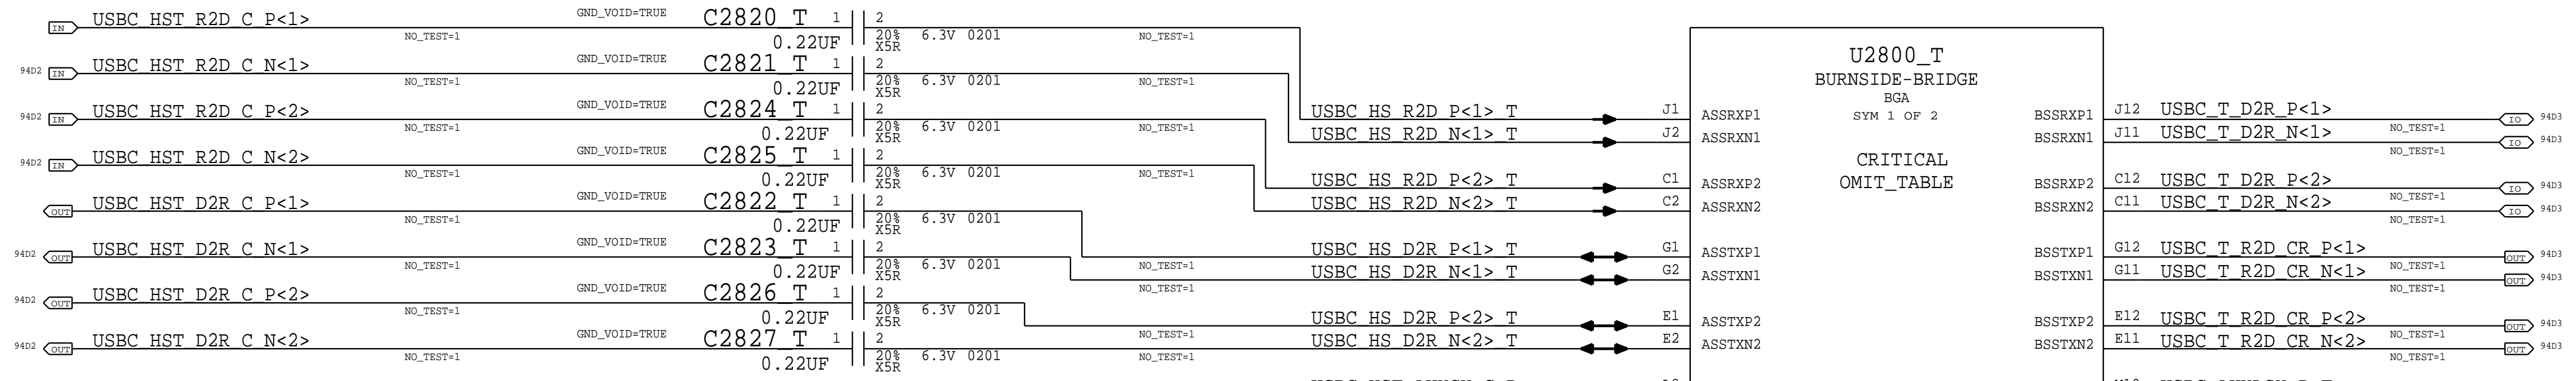 IN USBC_HST_R2D_C_P<1> NO_TEST=1 GND_VOID=TRUE C2820_T 1 2 0.22UF 20% 6.3V 0201 X5R NO_TEST=1
94D2 IN USBC_HST_R2D_C_N<1> NO_TEST=1 GND_VOID=TRUE C2821_T 1 2 0.22UF 20% 6.3V 0201 X5R NO_TEST=1
94D2 IN USBC_HST_R2D_C_P<2> NO_TEST=1 GND_VOID=TRUE C2824_T 1 2 0.22UF 20% 6.3V 0201 X5R NO_TEST=1
94D2 IN USBC_HST_R2D_C_N<2> NO_TEST=1 GND_VOID=TRUE C2825_T 1 2 0.22UF 20% 6.3V 0201 X5R NO_TEST=1
OUT USBC_HST_D2R_C_P<1> NO_TEST=1 GND_VOID=TRUE C2822_T 1 2 0.22UF 20% 6.3V 0201 X5R
94D2 OUT USBC_HST_D2R_C_N<1> NO_TEST=1 GND_VOID=TRUE C2823_T 1 2 0.22UF 20% 6.3V 0201 X5R
94D2 OUT USBC_HST_D2R_C_P<2> NO_TEST=1 GND_VOID=TRUE C2826_T 1 2 0.22UF 20% 6.3V 0201 X5R
94D2 OUT USBC_HST_D2R_C_N<2> NO_TEST=1 GND_VOID=TRUE C2827_T 1 2 0.22UF 20% 6.3V 0201 X5R
USBC_HS_R2D_P<1>_T J1 ASSRXP1
USBC_HS_R2D_N<1>_T J2 ASSRXN1
USBC_HS_R2D_P<2>_T C1 ASSRXP2
USBC_HS_R2D_N<2>_T C2 ASSRXN2
NO_TEST=1 USBC_HS_D2R_P<1>_T G1 ASSTXP1
NO_TEST=1 USBC_HS_D2R_N<1>_T G2 ASSTXN1
NO_TEST=1 USBC_HS_D2R_P<2>_T E1 ASSTXP2
NO_TEST=1 USBC_HS_D2R_N<2>_T E2 ASSTXN2
U2800_T
BURNSIDE-BRIDGE
BGA
SYM 1 OF 2
CRITICAL
OMIT_TABLE
BSSRXP1 J12 USBC_T_D2R_P<1> NO_TEST=1 IO 94D3
BSSRXN1 J11 USBC_T_D2R_N<1> NO_TEST=1 IO 94D3
BSSRXP2 C12 USBC_T_D2R_P<2> NO_TEST=1 IO 94D3
BSSRXN2 C11 USBC_T_D2R_N<2> NO_TEST=1 IO 94D3
BSSTXP1 G12 USBC_T_R2D_CR_P<1> NO_TEST=1 OUT 94D3
BSSTXN1 G11 USBC_T_R2D_CR_N<1> NO_TEST=1 OUT 94D3
BSSTXP2 E12 USBC_T_R2D_CR_P<2> NO_TEST=1 OUT 94D3
BSSTXN2 E11 USBC_T_R2D_CR_N<2> NO_TEST=1 OUT 94D3